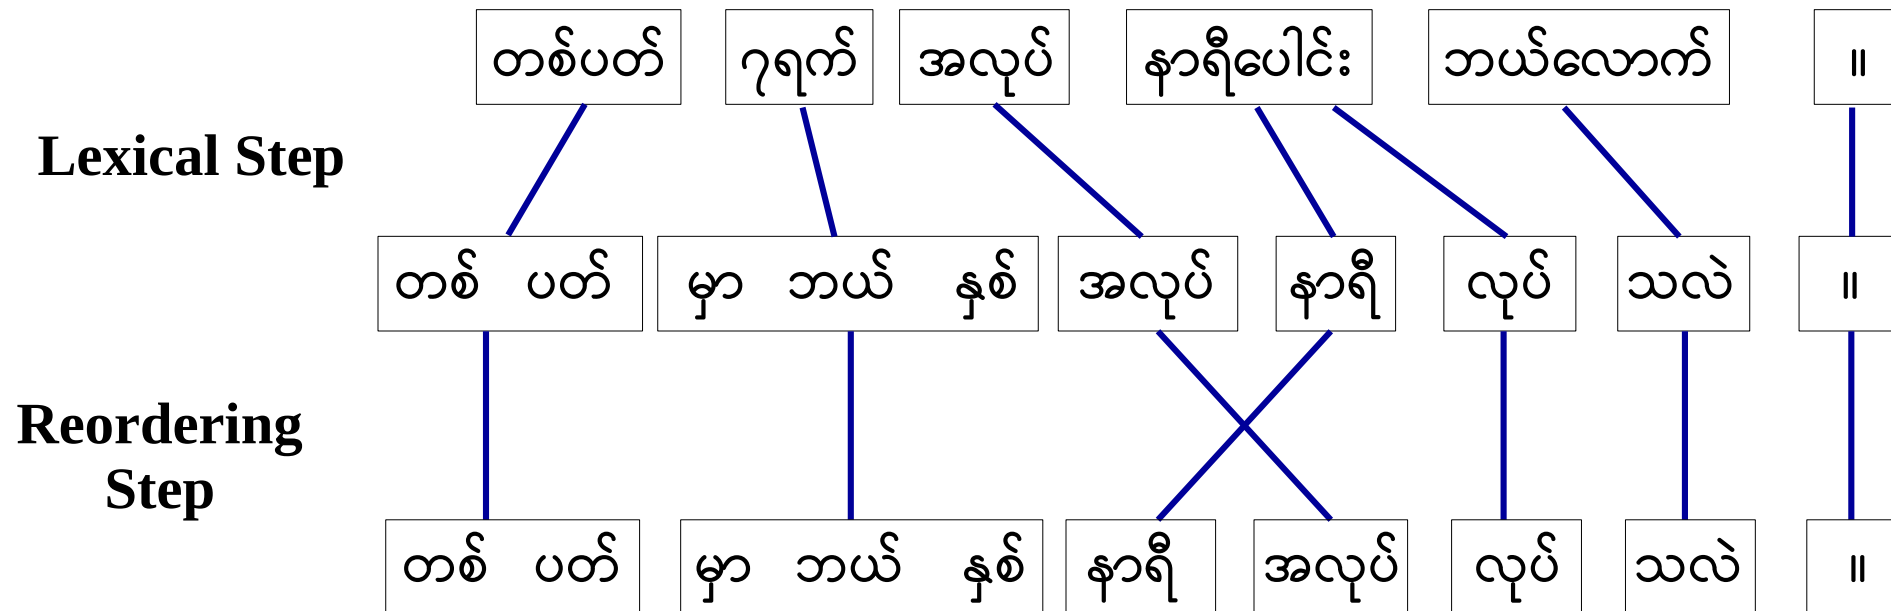 တစ်ပတ် ၇ရက် အလုပ် နာရီပေါင်း ဘယ်လောက် ။
Lexical Step
တစ် ပတ် မှာ ဘယ် နှစ် အလုပ် နာရီ လုပ် သလဲ ။
Reordering
Step
တစ် ပတ် မှာ ဘယ် နှစ် နာရီ အလုပ် လုပ် သလဲ ။